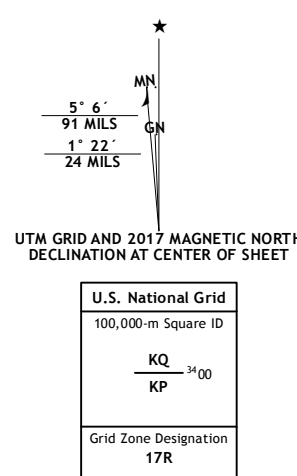 ★
MN
5° 6´
91 MILS
GN
1° 22´
24 MILS
UTM GRID AND 2017 MAGNETIC NORTH
DECLINATION AT CENTER OF SHEET
U.S. National Grid
100,000-m Square ID
KQ
3400
KP
Grid Zone Designation
17R